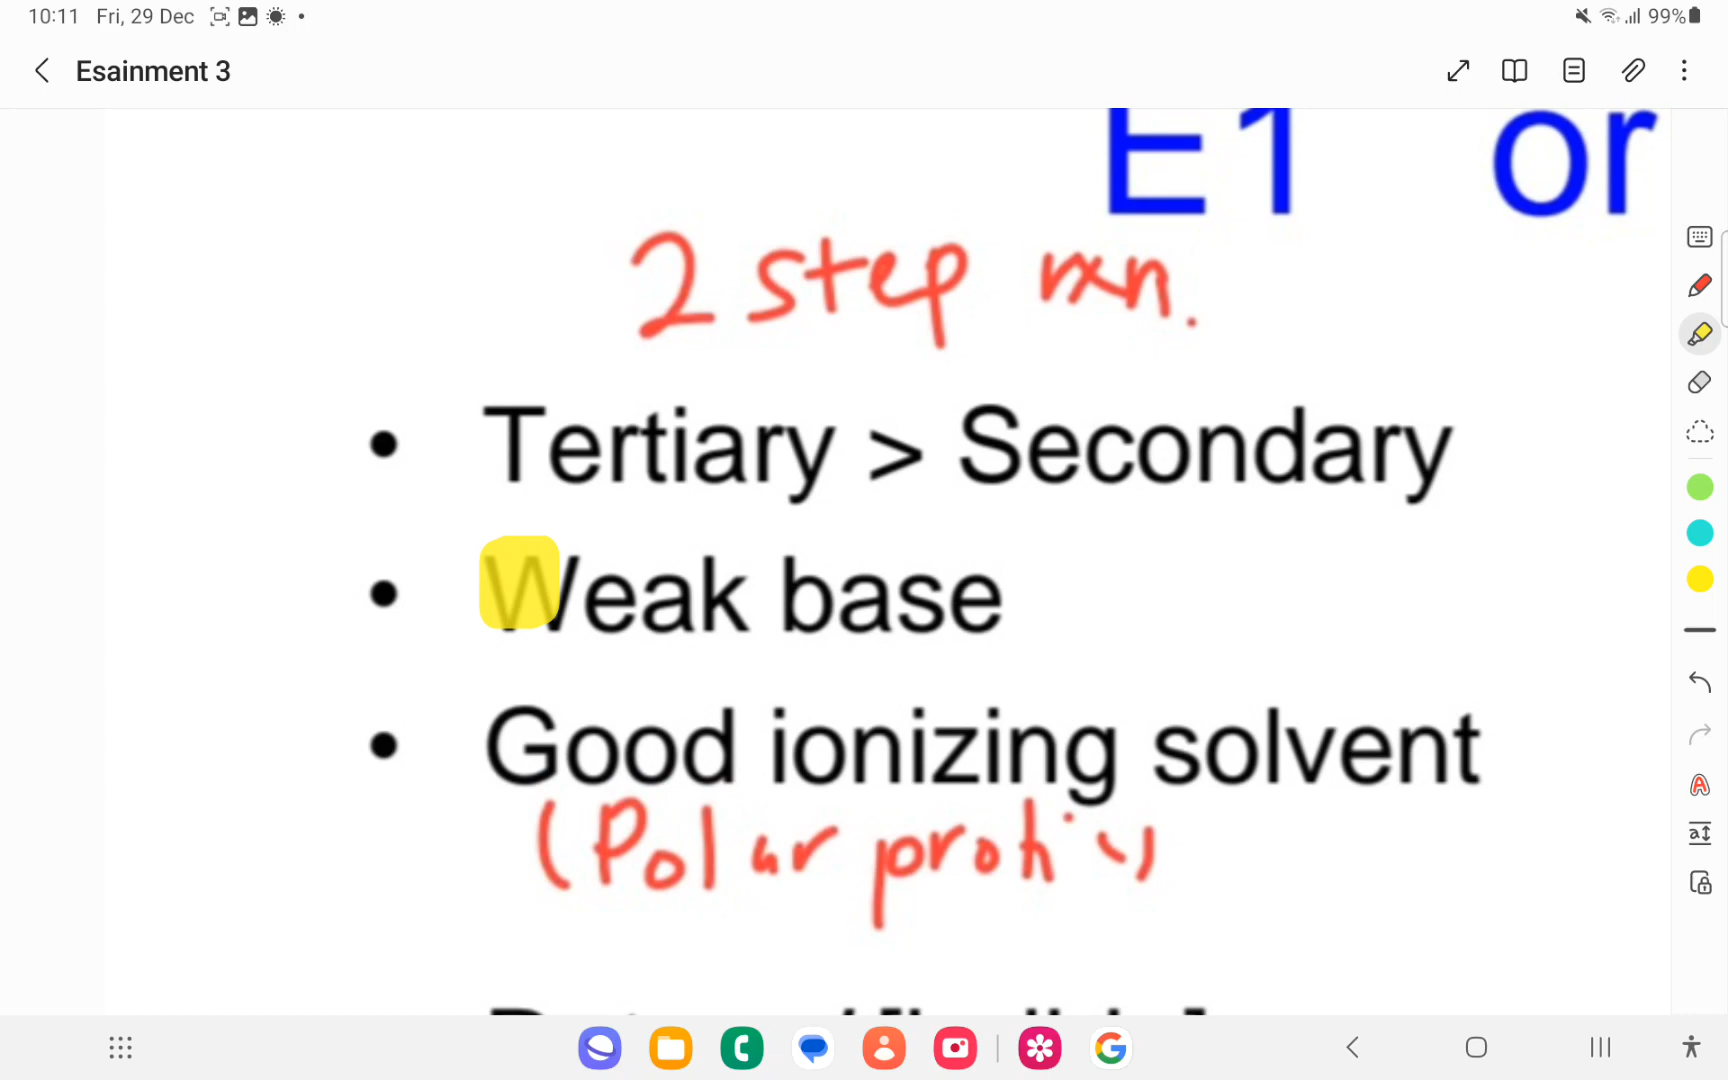 10:11 Fri, 29 Dec 99%
Esainment 3
E1 or
2 step rxn.
• Tertiary > Secondary
• Weak base
• Good ionizing solvent
(Polar protic)